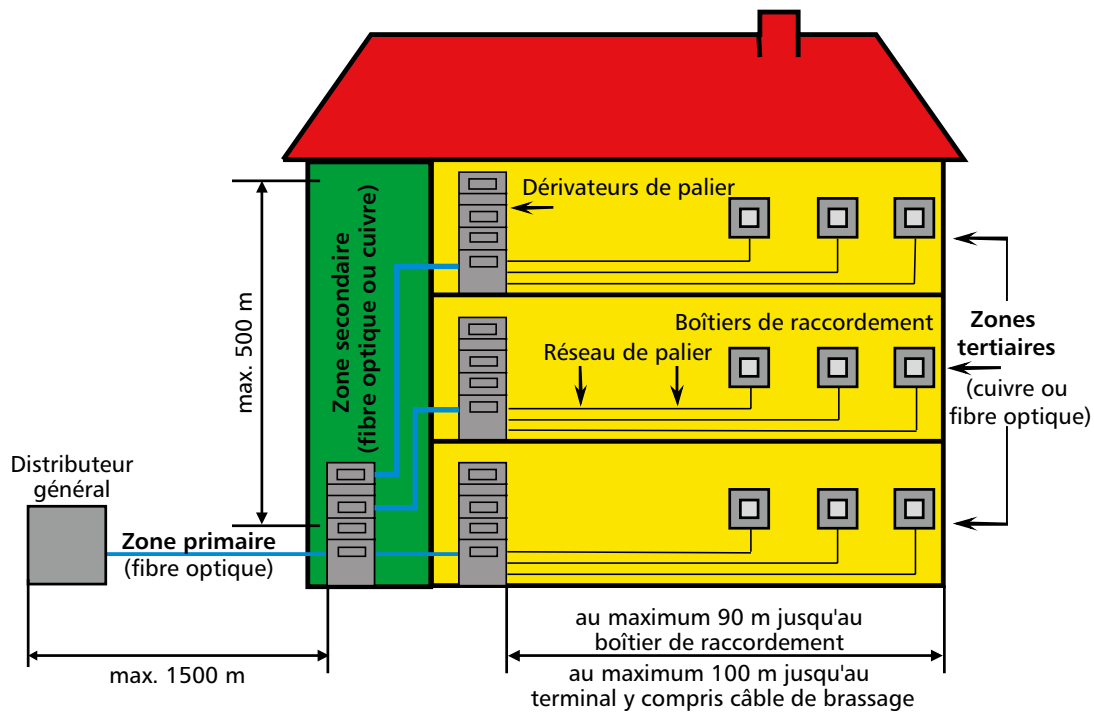 Dérivateurs de palier
Zone secondaire
(fibre optique ou cuivre)
max. 500 m
Boîtiers de raccordement
Réseau de palier
Zones
tertiaires
(cuivre ou
fibre optique)
Distributeur
général
Zone primaire
(fibre optique)
max. 1500 m
au maximum 90 m jusqu'au
boîtier de raccordement
au maximum 100 m jusqu'au
terminal y compris câble de brassage